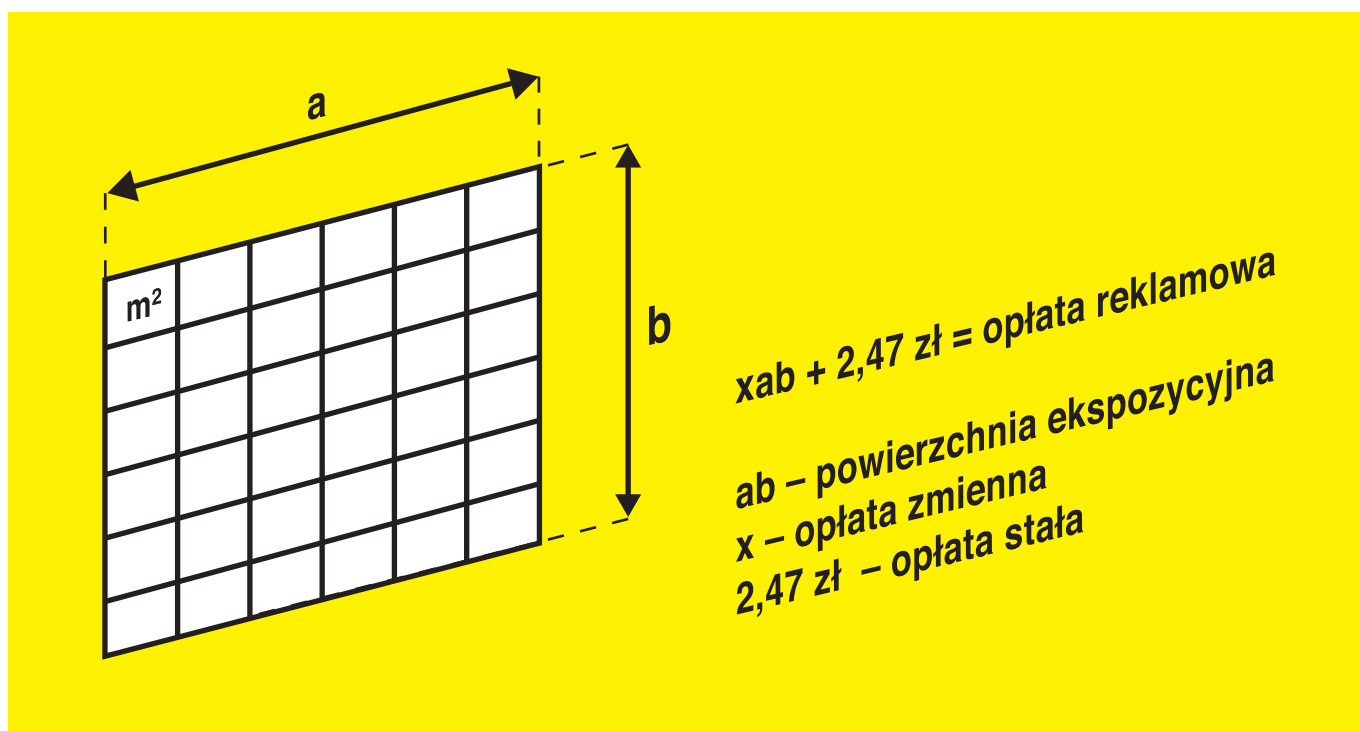 a
m²
b
xab + 2,47 zł = opłata reklamowa
ab – powierzchnia ekspozycyjna
x – opłata zmienna
2,47 zł – opłata stała